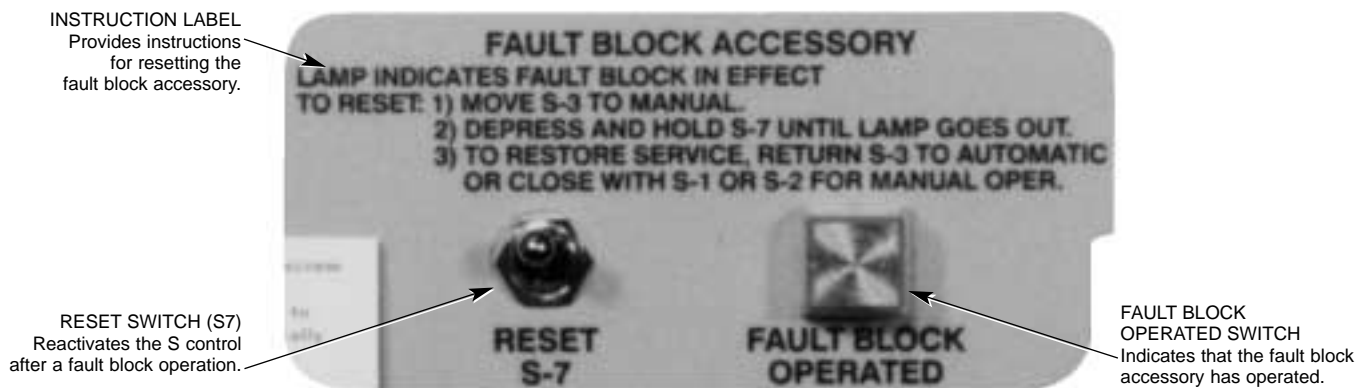 INSTRUCTION LABEL
Provides instructions
for resetting the
fault block accessory.
FAULT BLOCK ACCESSORY
LAMP INDICATES FAULT BLOCK IN EFFECT
TO RESET: 1) MOVE S-3 TO MANUAL.
2) DEPRESS AND HOLD S-7 UNTIL LAMP GOES OUT.
3) TO RESTORE SERVICE, RETURN S-3 TO AUTOMATIC
OR CLOSE WITH S-1 OR S-2 FOR MANUAL OPER.
RESET SWITCH (S7)
Reactivates the S control
after a fault block operation.
RESET
S-7
FAULT BLOCK
OPERATED
FAULT BLOCK
OPERATED SWITCH
Indicates that the fault block
accessory has operated.